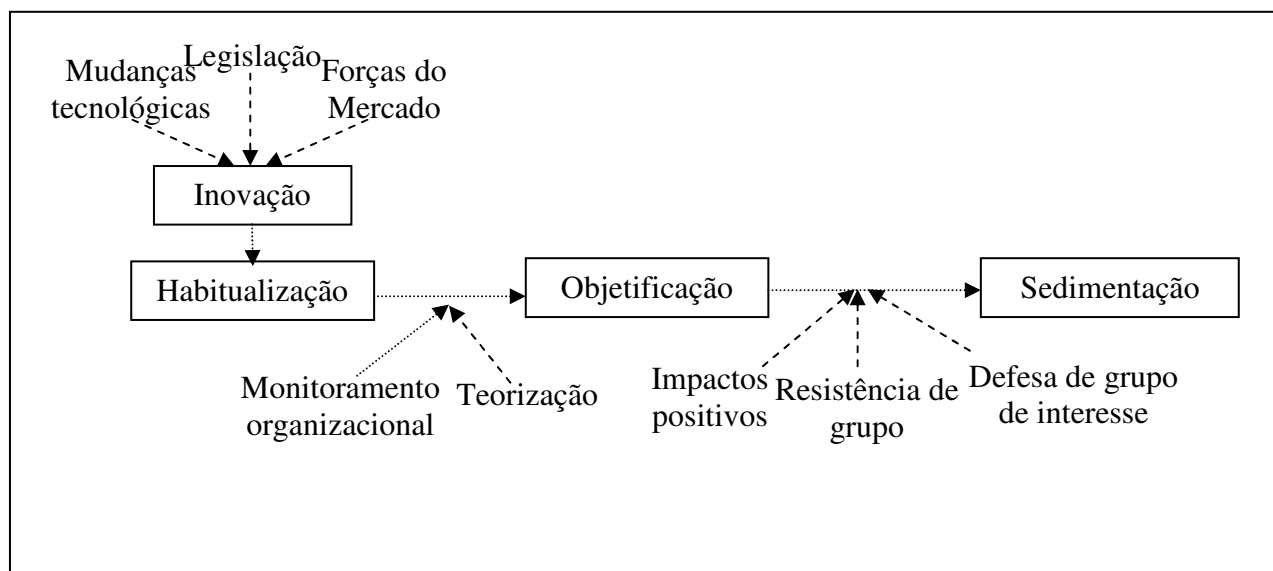 Legislação
Mudanças
tecnológicas
Forças do
Mercado
Inovação
Habitualização
Objetificação
Sedimentação
Monitoramento
organizacional
Teorização
Impactos
positivos
Resistência de
grupo
Defesa de grupo
de interesse